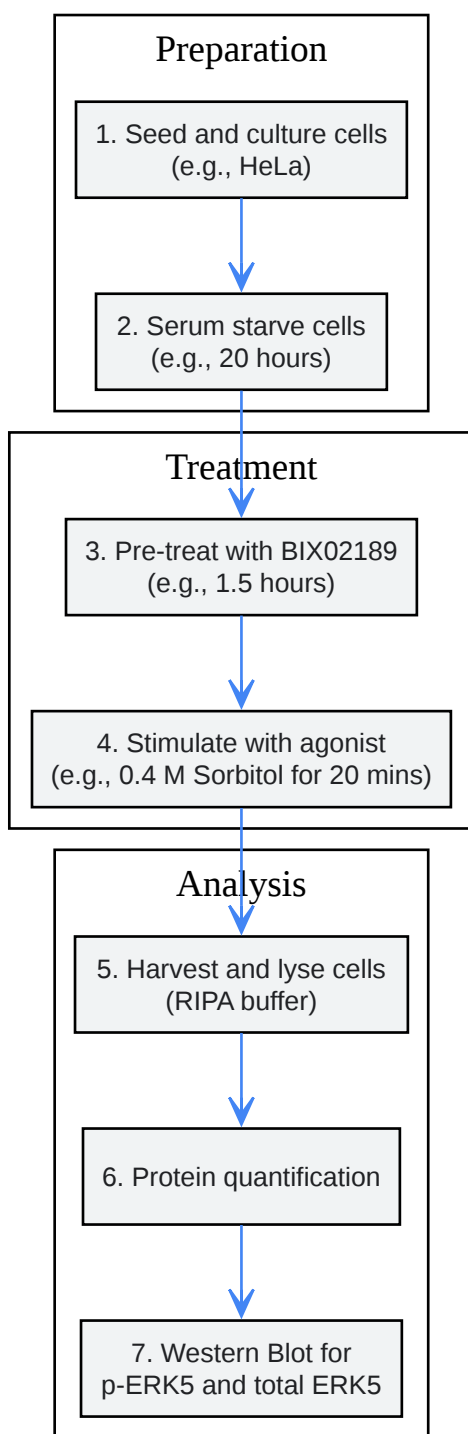 Preparation
1. Seed and culture cells
(e.g., HeLa)
2. Serum starve cells
(e.g., 20 hours)
Treatment
3. Pre-treat with BIX02189
(e.g., 1.5 hours)
4. Stimulate with agonist
(e.g., 0.4 M Sorbitol for 20 mins)
Analysis
5. Harvest and lyse cells
(RIPA buffer)
6. Protein quantification
7. Western Blot for
p-ERK5 and total ERK5